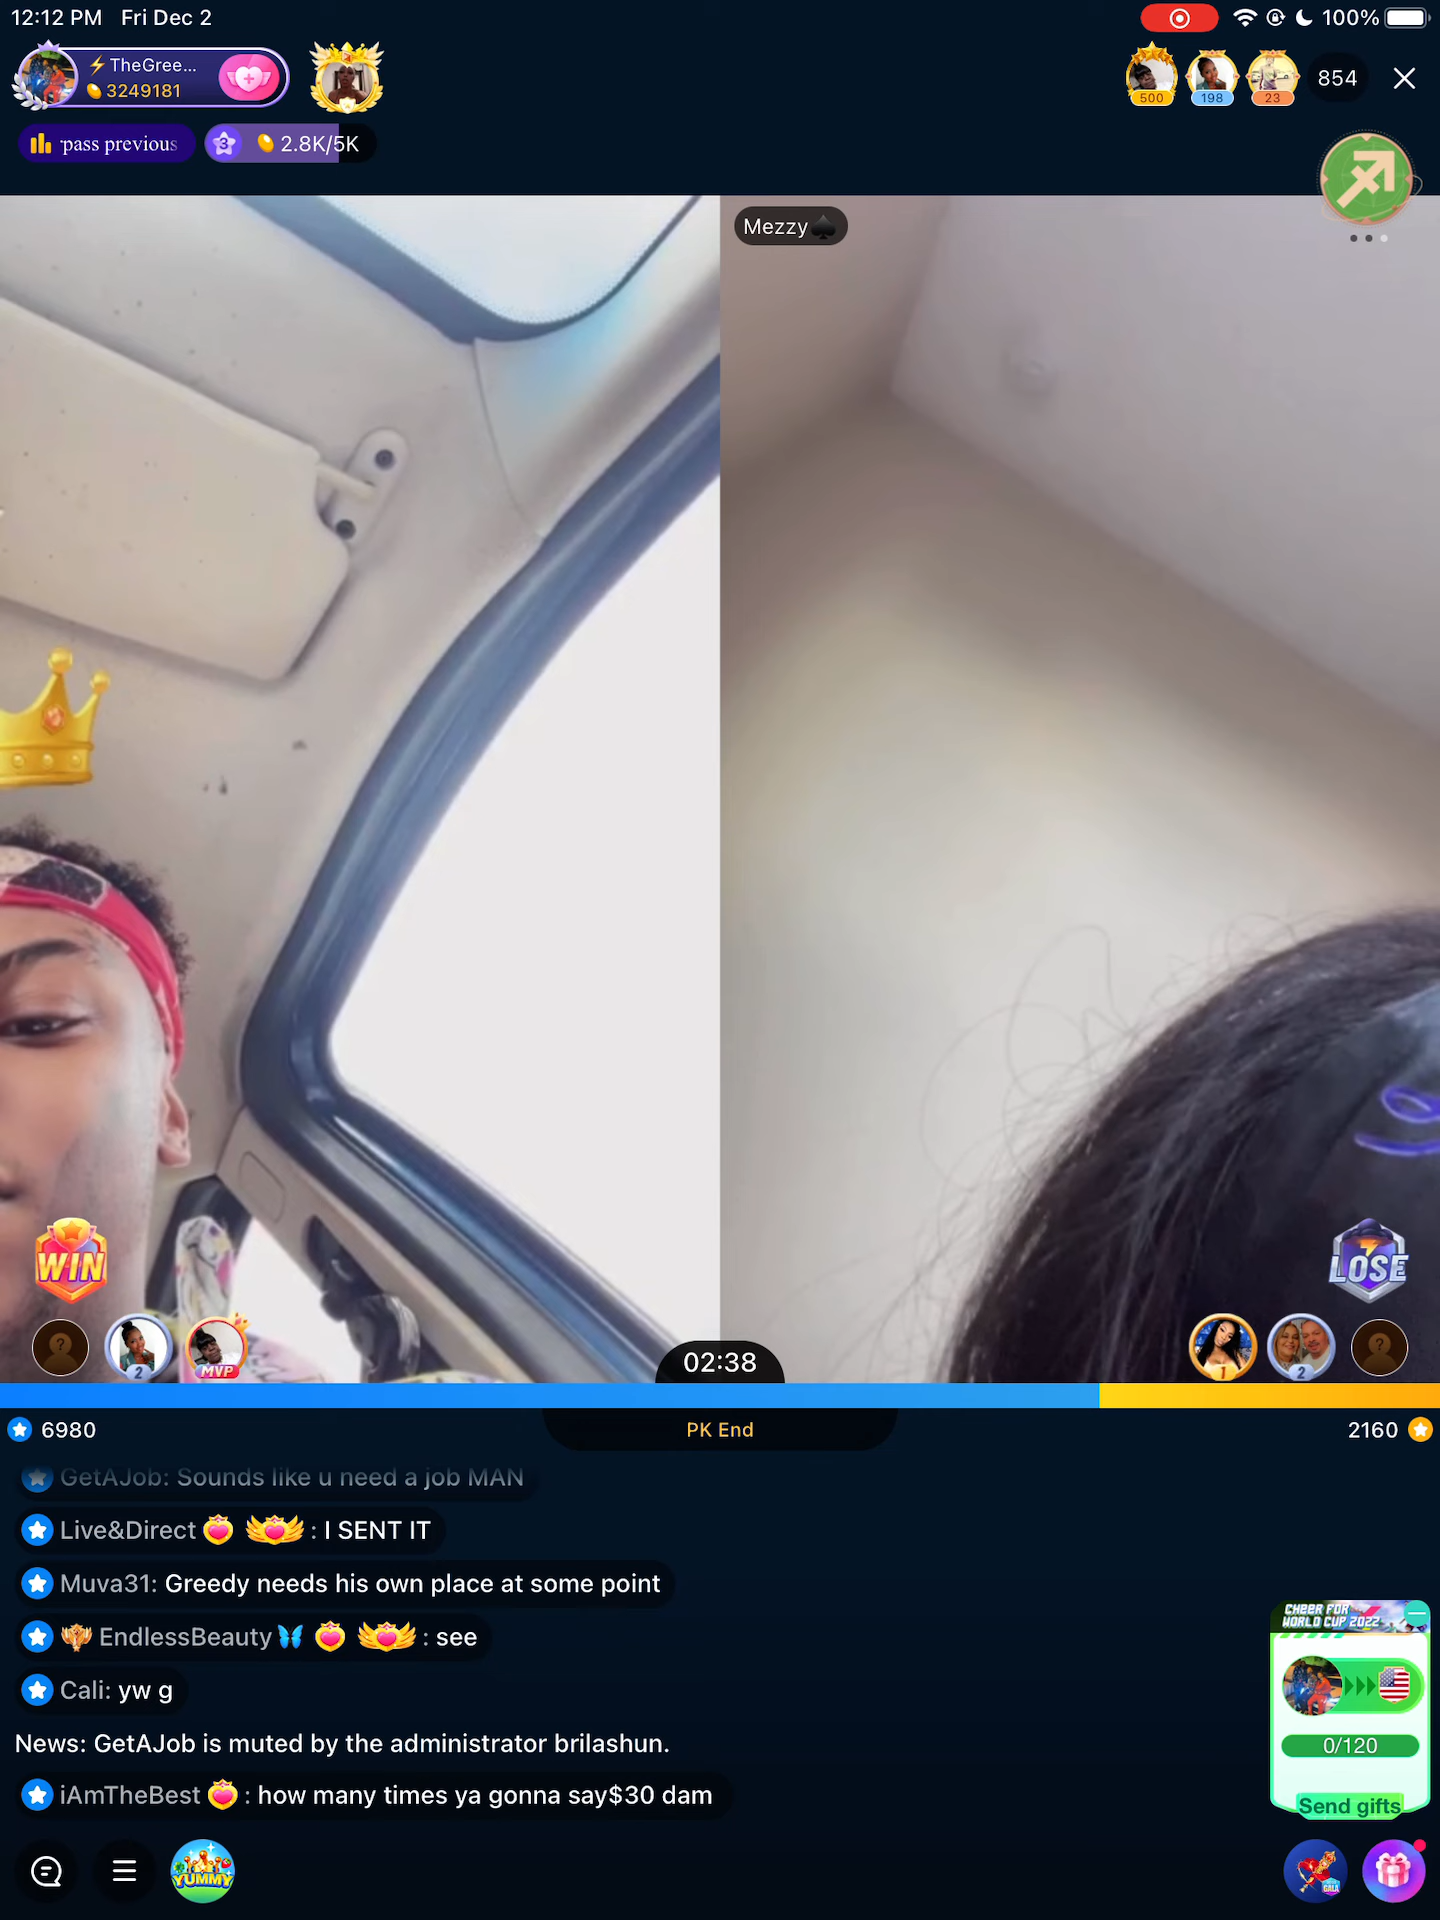 12:12 PM Fri Dec 2
100%
⚡TheGree...
3249181
500
198
23
854
pass previous
3
2.8K/5K
Mezzy♠
WIN
LOSE
2
MVP
1
2
02:38
6980
PK End
2160
GetAJob: Sounds like u need a job MAN
Live&Direct : I SENT IT
Muva31: Greedy needs his own place at some point
EndlessBeauty🦋 : see
Cali: yw g
News: GetAJob is muted by the administrator brilashun.
iAmTheBest : how many times ya gonna say$30 dam
CHEER FOR
WORLD CUP 2022
0/120
Send gifts
YUMMY
GALA